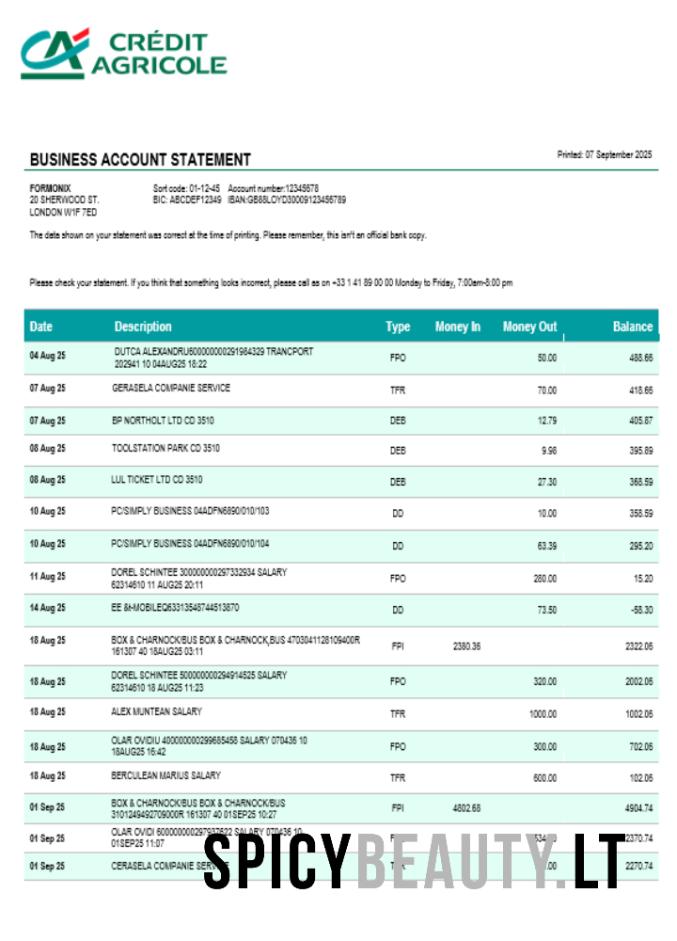 CRÉDIT
AGRICOLE
BUSINESS ACCOUNT STATEMENT
Printed: 07 September 2025
FORMONIX
20 SHERWOOD ST.
LONDON W1F 7ED
Sort code: 01-12-45 Account number:12345678
BIC: ABCDEF12349 IBAN:GB88LOYD30009123456789
The data shown on your statement was correct at the time of printing. Please remember, this isn't an official bank copy.
Please check your statement. If you think that something looks incorrect, please call as on +33 1 41 89 00 00 Monday to Friday, 7:00am-8:00 pm
Date Description Type Money In Money Out Balance
04 Aug 25 DUTCA ALEXANDRU600000000291984329 TRANCPORT FPO 50.00 488.66
202941 10 04AUG25 18:22
07 Aug 25 GERASELA COMPANIE SERVICE TFR 70.00 418.66
07 Aug 25 BP NORTHOLT LTD CD 3510 DEB 12.79 405.87
08 Aug 25 TOOLSTATION PARK CD 3510 DEB 9.98 395.89
08 Aug 25 LUL TICKET LTD CD 3510 DEB 27.30 368.59
10 Aug 25 PC/SIMPLY BUSINESS 04ADFN6890/010/103 DD 10.00 358.59
10 Aug 25 PC/SIMPLY BUSINESS 04ADFN6890/010/104 DD 63.39 295.20
11 Aug 25 DOREL SCHINTEE 300000000297332934 SALARY FPO 280.00 15.20
62314610 11 AUG25 20:11
14 Aug 25 EE &t-MOBILEQ63313548744513870 DD 73.50 -58.30
18 Aug 25 BOX & CHARNOCK/BUS BOX & CHARNOCK,BUS 4703041128109400R FPI 2380.36 2322.06
161307 40 18AUG25 03:11
18 Aug 25 DOREL SCHINTEE 500000000294914525 SALARY FPO 320.00 2002.06
62314610 18 AUG25 11:23
18 Aug 25 ALEX MUNTEAN SALARY TFR 1000.00 1002.06
18 Aug 25 OLAR OVIDIU 400000000299685458 SALARY 070436 10 FPO 300.00 702.06
18AUG25 16:42
18 Aug 25 BERCULEAN MARIUS SALARY TFR 600.00 102.06
01 Sep 25 BOX & CHARNOCK/BUS BOX & CHARNOCK/BUS FPI 4802.68 4904.74
3101249492709000R 161307 40 01SEP25 10:27
01 Sep 25 OLAR OVIDI 600000000297937622 SALARY 070436 10 2370.74
01SEP25 11:07
01 Sep 25 CERASELA COMPANIE 2270.74
SPICYBEAUTY.LT